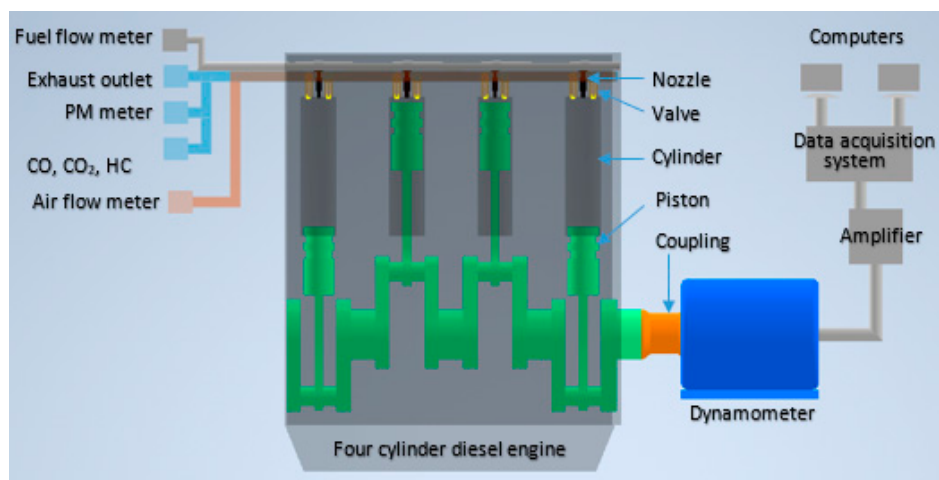 Fuel flow meter
Exhaust outlet
PM meter
CO, CO₂, HC
Air flow meter
Nozzle
Valve
Cylinder
Piston
Coupling
Computers
Data acquisition
system
Amplifier
Dynamometer
Four cylinder diesel engine